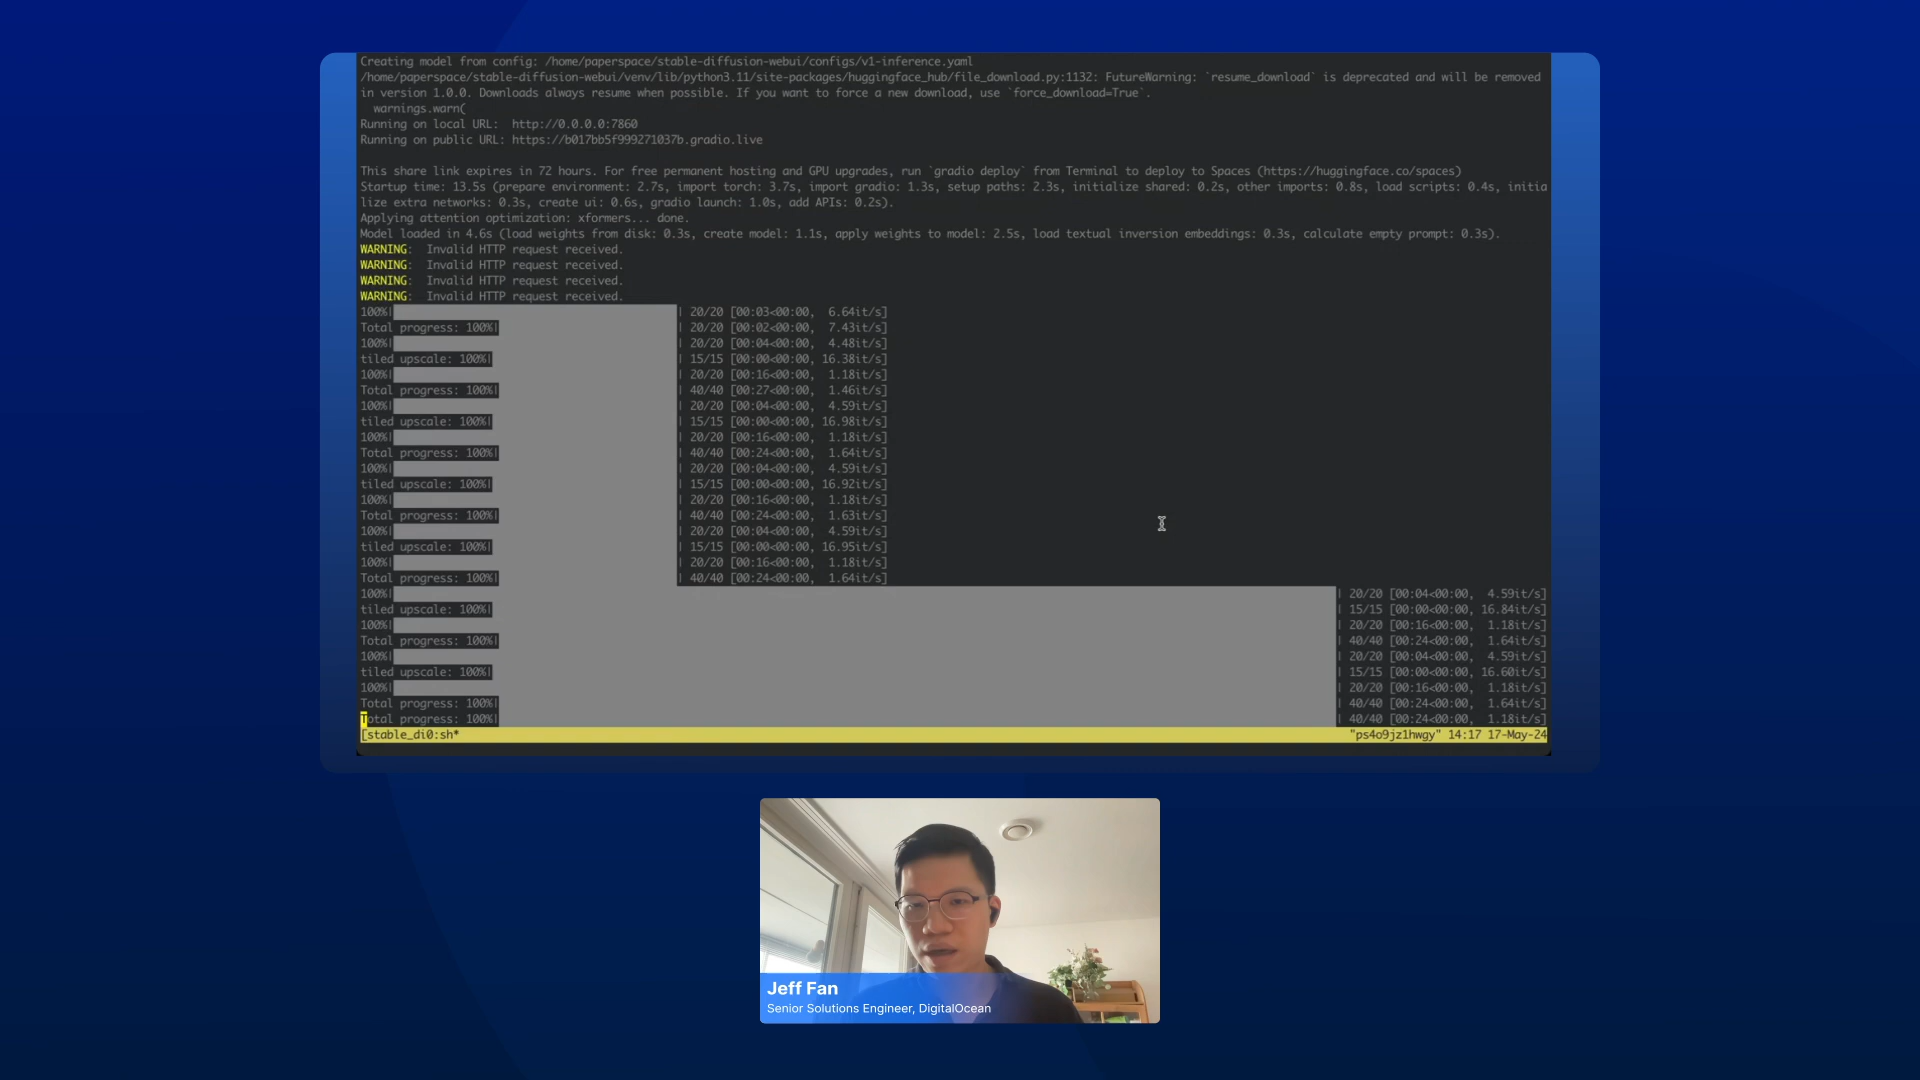 Creating model from config: /home/paperspace/stable-diffusion-webui/configs/v1-inference.yaml
/home/paperspace/stable-diffusion-webui/venv/lib/python3.11/site-packages/huggingface_hub/file_download.py:1132: FutureWarning: `resume_download` is deprecated and will be removed
in version 1.0.0. Downloads always resume when possible. If you want to force a new download, use `force_download=True`.
warnings.warn(
Running on local URL:  http://0.0.0.0:7860
Running on public URL: https://b017bb5f999271037b.gradio.live
This share link expires in 72 hours. For free permanent hosting and GPU upgrades, run `gradio deploy` from Terminal to deploy to Spaces (https://huggingface.co/spaces)
Startup time: 13.5s (prepare environment: 2.7s, import torch: 3.7s, import gradio: 1.3s, setup paths: 2.3s, initialize shared: 0.2s, other imports: 0.8s, load scripts: 0.4s, initia
lize extra networks: 0.3s, create ui: 0.6s, gradio launch: 1.0s, add APIs: 0.2s).
Applying attention optimization: xformers... done.
Model loaded in 4.6s (load weights from disk: 0.3s, create model: 1.1s, apply weights to model: 2.5s, load textual inversion embeddings: 0.3s, calculate empty prompt: 0.3s).
WARNING:  Invalid HTTP request received.
WARNING:  Invalid HTTP request received.
WARNING:  Invalid HTTP request received.
WARNING:  Invalid HTTP request received.
100%| | 20/20 [00:03<00:00,  6.64it/s]
Total progress: 100%| | 20/20 [00:02<00:00,  7.43it/s]
100%| | 20/20 [00:04<00:00,  4.48it/s]
tiled upscale: 100%| | 15/15 [00:00<00:00, 16.38it/s]
100%| | 20/20 [00:16<00:00,  1.18it/s]
Total progress: 100%| | 40/40 [00:27<00:00,  1.46it/s]
100%| | 20/20 [00:04<00:00,  4.59it/s]
tiled upscale: 100%| | 15/15 [00:00<00:00, 16.98it/s]
100%| | 20/20 [00:16<00:00,  1.18it/s]
Total progress: 100%| | 40/40 [00:24<00:00,  1.64it/s]
100%| | 20/20 [00:04<00:00,  4.59it/s]
tiled upscale: 100%| | 15/15 [00:00<00:00, 16.92it/s]
100%| | 20/20 [00:16<00:00,  1.18it/s]
Total progress: 100%| | 40/40 [00:24<00:00,  1.63it/s]
100%| | 20/20 [00:04<00:00,  4.59it/s]
tiled upscale: 100%| | 15/15 [00:00<00:00, 16.95it/s]
100%| | 20/20 [00:16<00:00,  1.18it/s]
Total progress: 100%| | 40/40 [00:24<00:00,  1.64it/s]
100%| | 20/20 [00:04<00:00,  4.59it/s]
tiled upscale: 100%| | 15/15 [00:00<00:00, 16.84it/s]
100%| | 20/20 [00:16<00:00,  1.18it/s]
Total progress: 100%| | 40/40 [00:24<00:00,  1.64it/s]
100%| | 20/20 [00:04<00:00,  4.59it/s]
tiled upscale: 100%| | 15/15 [00:00<00:00, 16.60it/s]
100%| | 20/20 [00:16<00:00,  1.18it/s]
Total progress: 100%| | 40/40 [00:24<00:00,  1.64it/s]
Total progress: 100%| | 40/40 [00:24<00:00,  1.18it/s]
[stable_di0:sh* "ps4o9jz1hwgy" 14:17 17-May-24
Jeff Fan
Senior Solutions Engineer, DigitalOcean